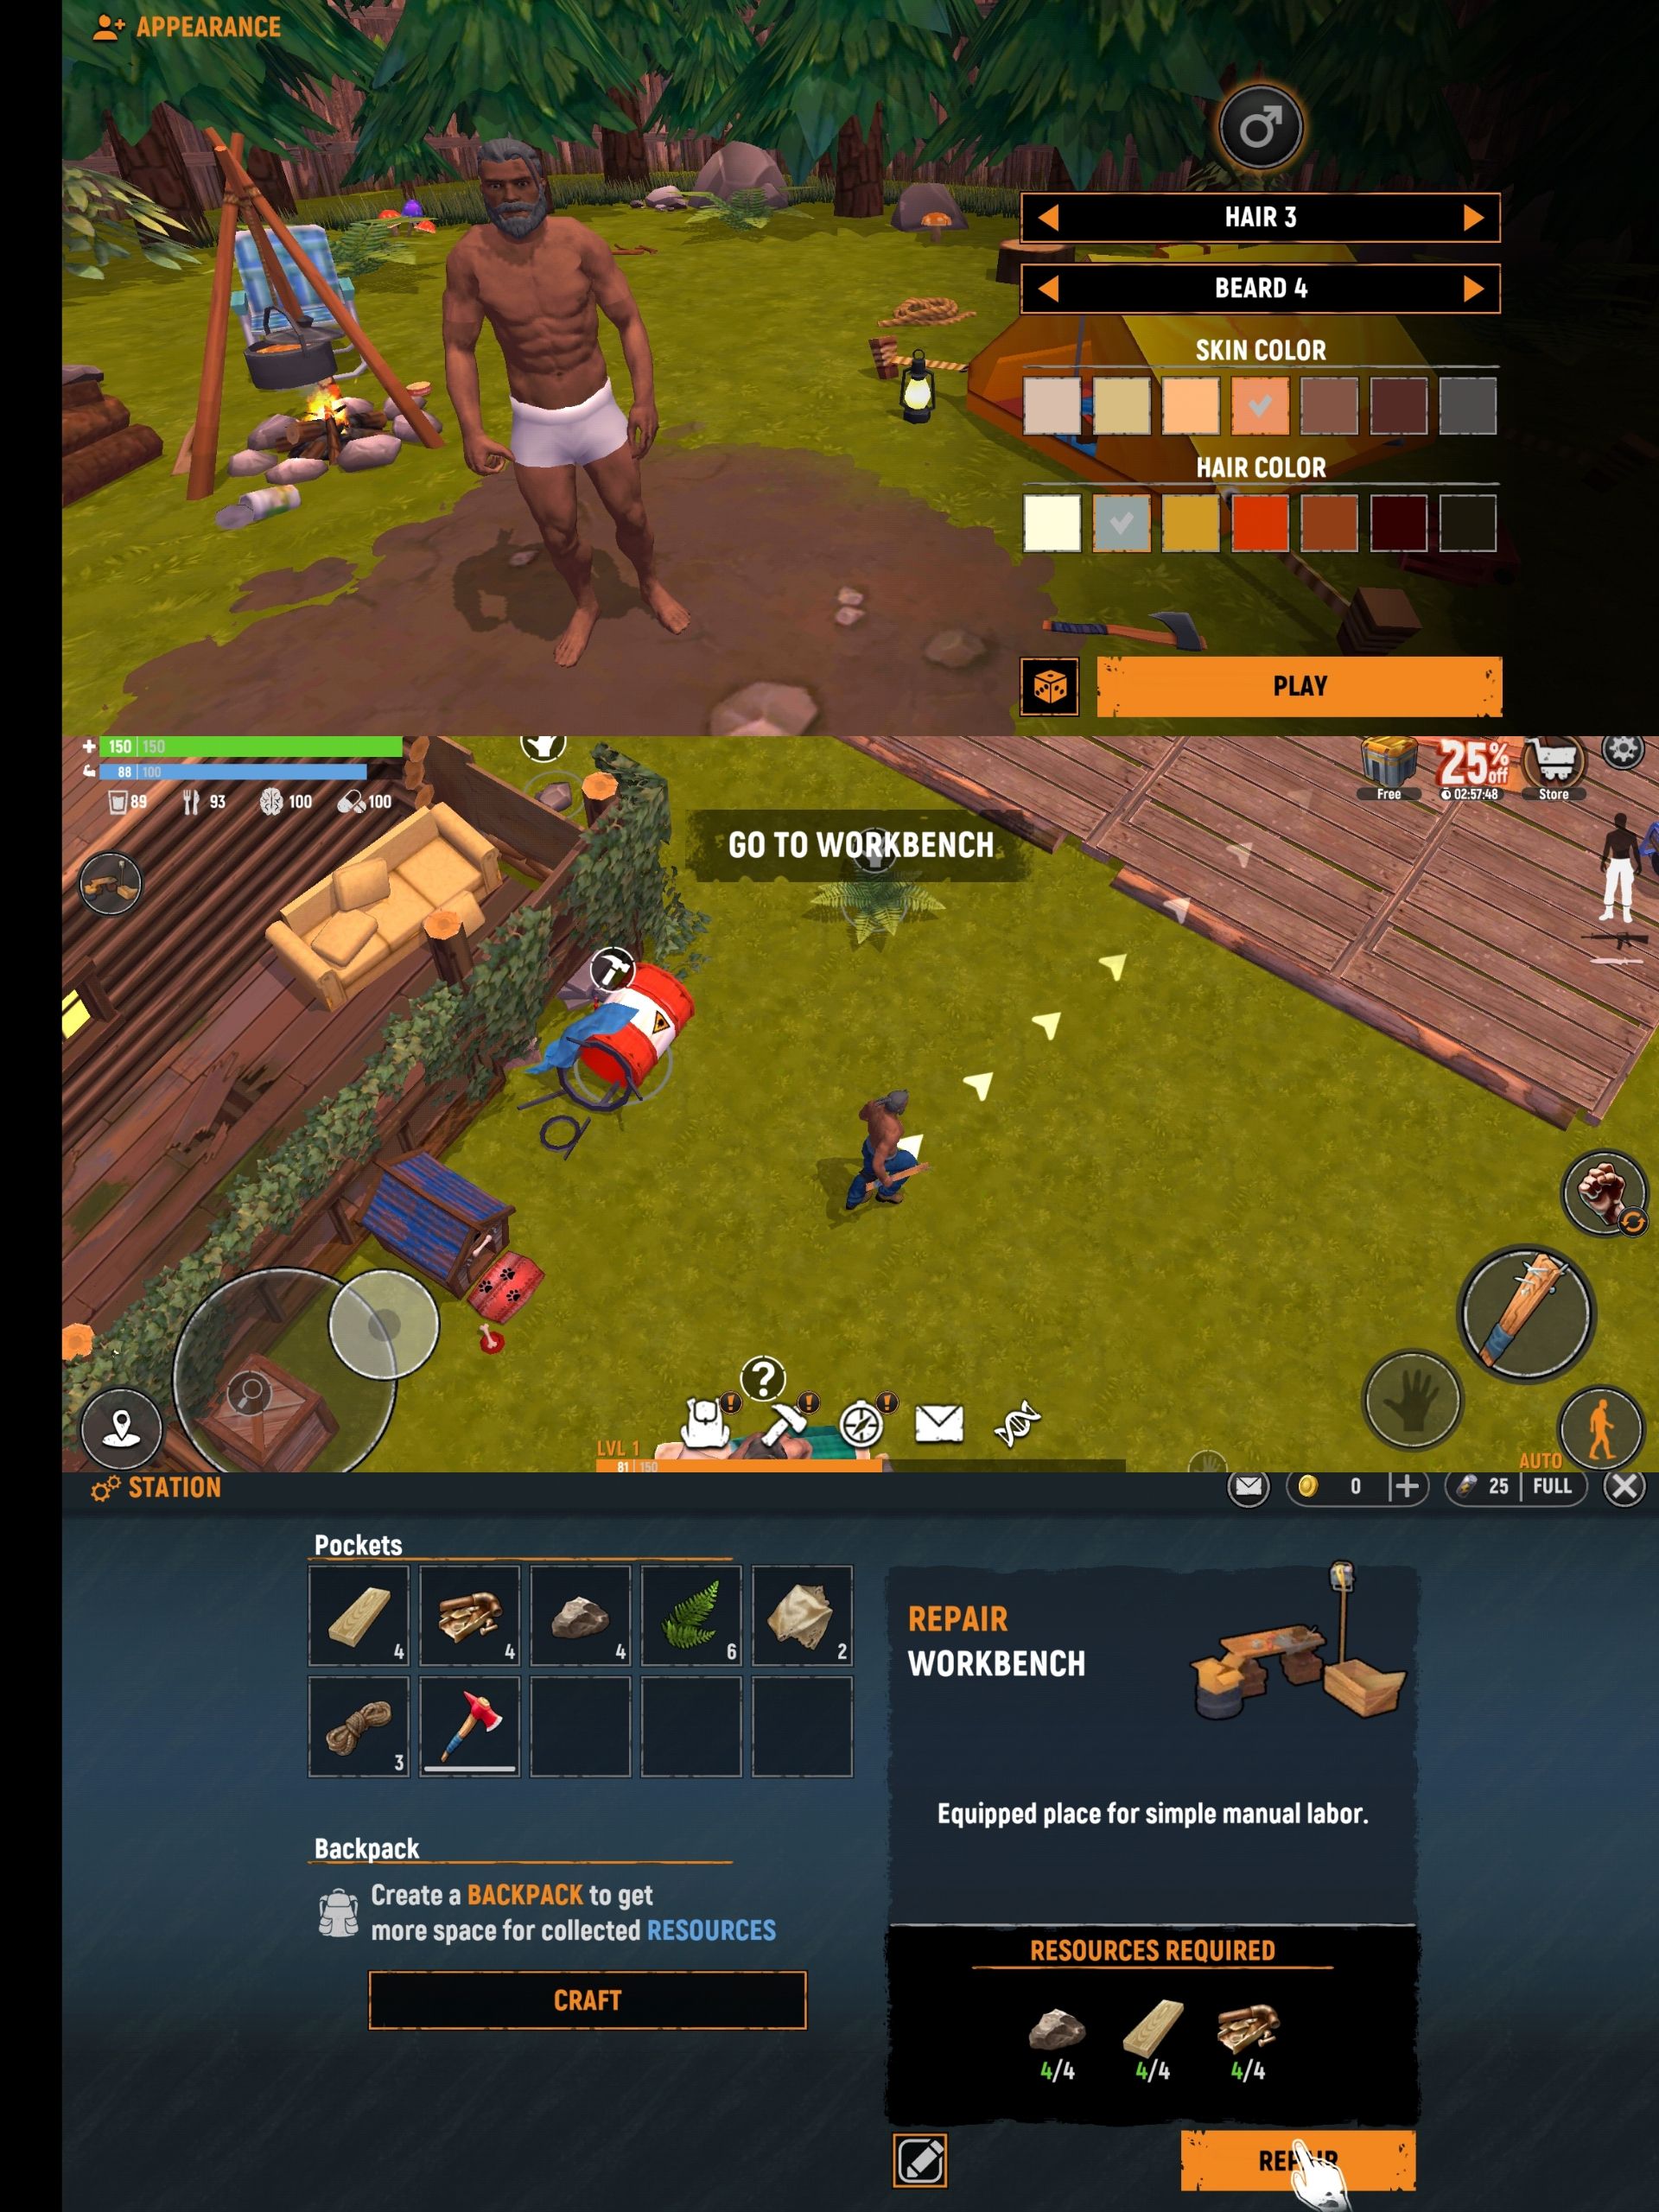 APPEARANCE
HAIR 3
BEARD 4
SKIN COLOR
HAIR COLOR
PLAY
150 | 150
88 | 100
89 93 100 100
25% off
Free 02:57:48 Store
GO TO WORKBENCH
?
! ! !
LVL 1
81 | 150
AUTO
STATION
0 + 25 | FULL
Pockets
4 4 4 6 2
3
REPAIR
WORKBENCH
Equipped place for simple manual labor.
Backpack
Create a BACKPACK to get
more space for collected RESOURCES
CRAFT
RESOURCES REQUIRED
4/4 4/4 4/4
REPAIR